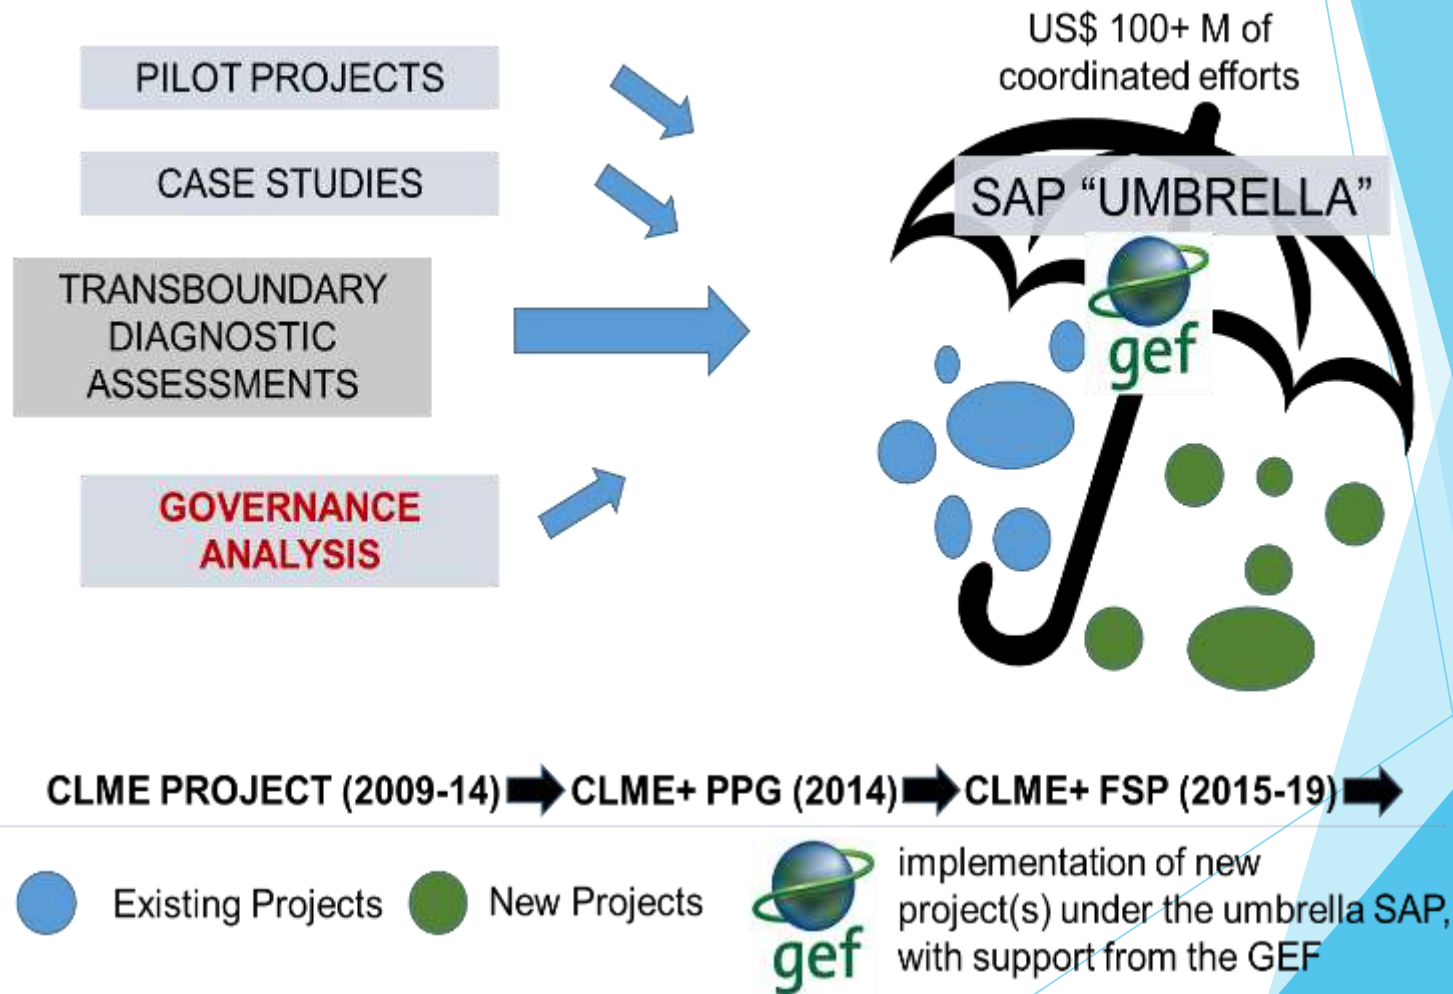 PILOT PROJECTS
CASE STUDIES
TRANSBOUNDARY
DIAGNOSTIC
ASSESSMENTS
GOVERNANCE
ANALYSIS
US$ 100+ M of
coordinated efforts
SAP “UMBRELLA”
gef
CLME PROJECT (2009-14) CLME+ PPG (2014) CLME+ FSP (2015-19)
Existing Projects
New Projects
gef
implementation of new
project(s) under the umbrella SAP,
with support from the GEF